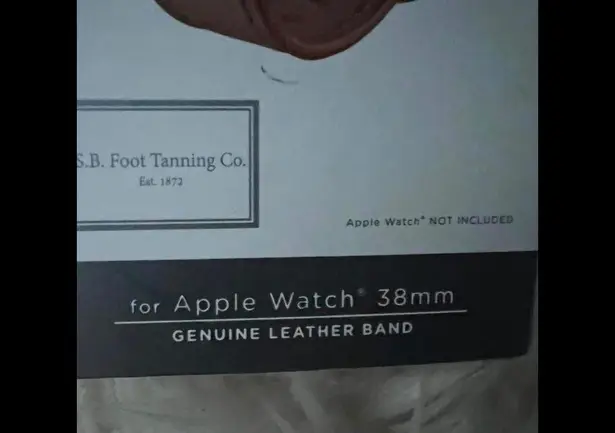 S.B. Foot Tanning Co.
Est. 1872
Apple Watch® NOT INCLUDED
for Apple Watch® 38mm
GENUINE LEATHER BAND